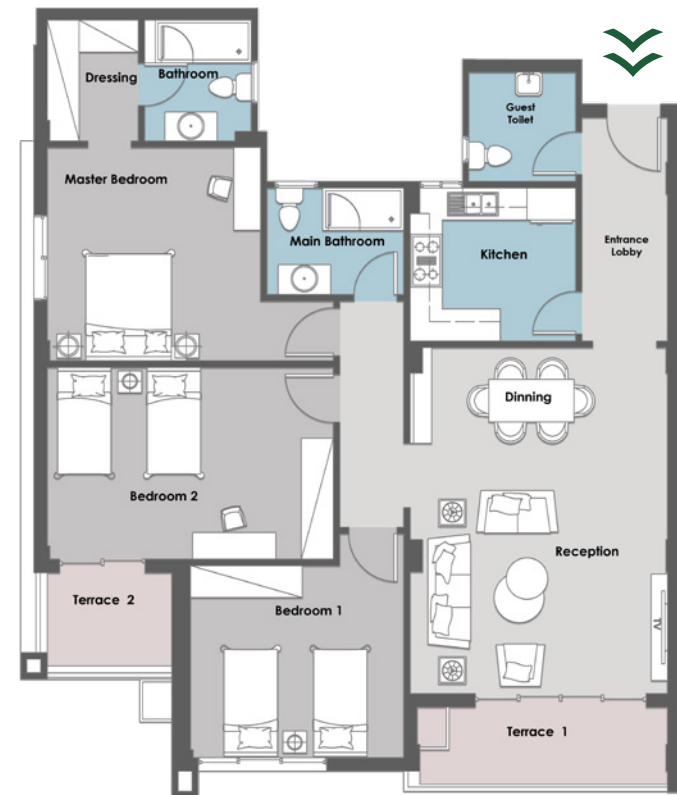 Dressing
Bathroom
Guest
Toilet
Master Bedroom
Main Bathroom
Kitchen
Entrance
Lobby
Dinning
Bedroom 2
Reception
Terrace 2
Bedroom 1
TV
Terrace 1